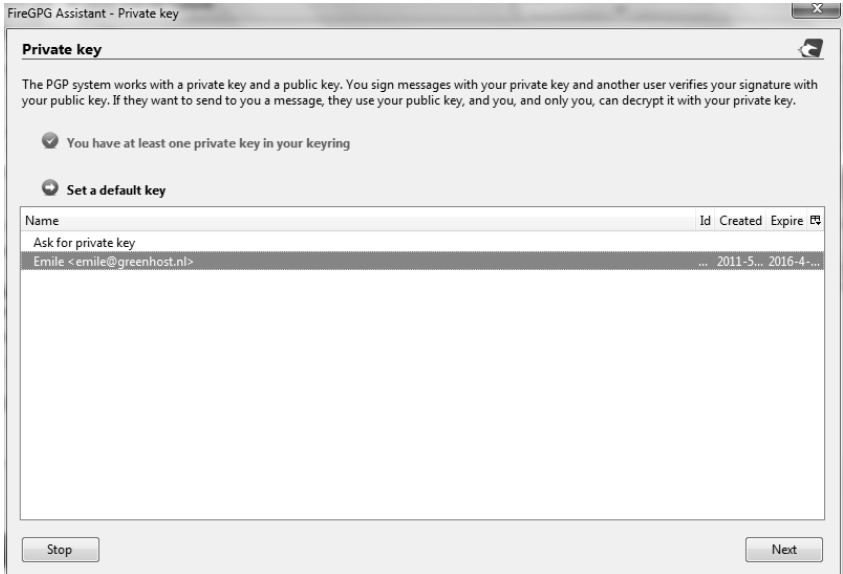 FireGPG Assistant - Private key
Private key
The PGP system works with a private key and a public key. You sign messages with your private key and another user verifies your signature with
your public key. If they want to send to you a message, they use your public key, and you, and only you, can decrypt it with your private key.
You have at least one private key in your keyring
Set a default key
Name Id Created Expire
Ask for private key
Emile <emile@greenhost.nl> ... 2011-5... 2016-4-...
Stop Next